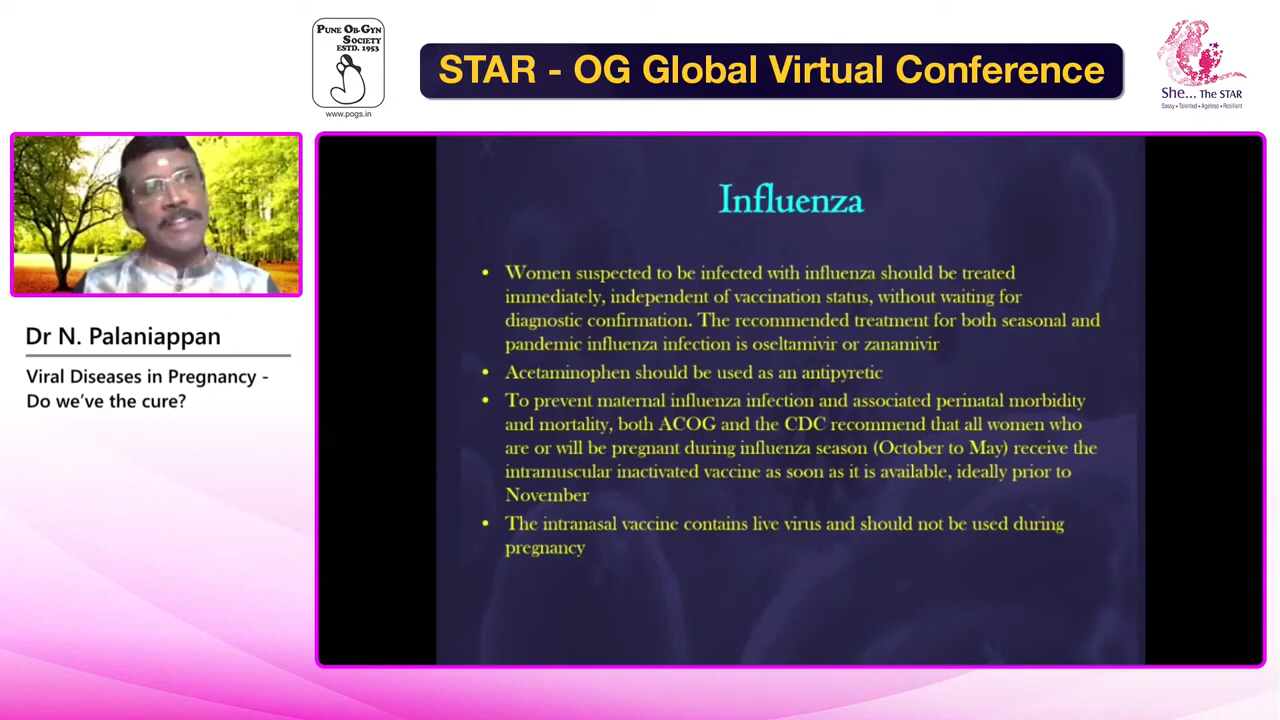 PUNE OB-GYN
SOCIETY
ESTD. 1953
www.pogs.in
STAR - OG Global Virtual Conference
She... The STAR
Sassy • Talented • Ageless • Resilient
Dr N. Palaniappan
Viral Diseases in Pregnancy -
Do we've the cure?
Influenza
• Women suspected to be infected with influenza should be treated
immediately, independent of vaccination status, without waiting for
diagnostic confirmation. The recommended treatment for both seasonal and
pandemic influenza infection is oseltamivir or zanamivir
• Acetaminophen should be used as an antipyretic
• To prevent maternal influenza infection and associated perinatal morbidity
and mortality, both ACOG and the CDC recommend that all women who
are or will be pregnant during influenza season (October to May) receive the
intramuscular inactivated vaccine as soon as it is available, ideally prior to
November
• The intranasal vaccine contains live virus and should not be used during
pregnancy